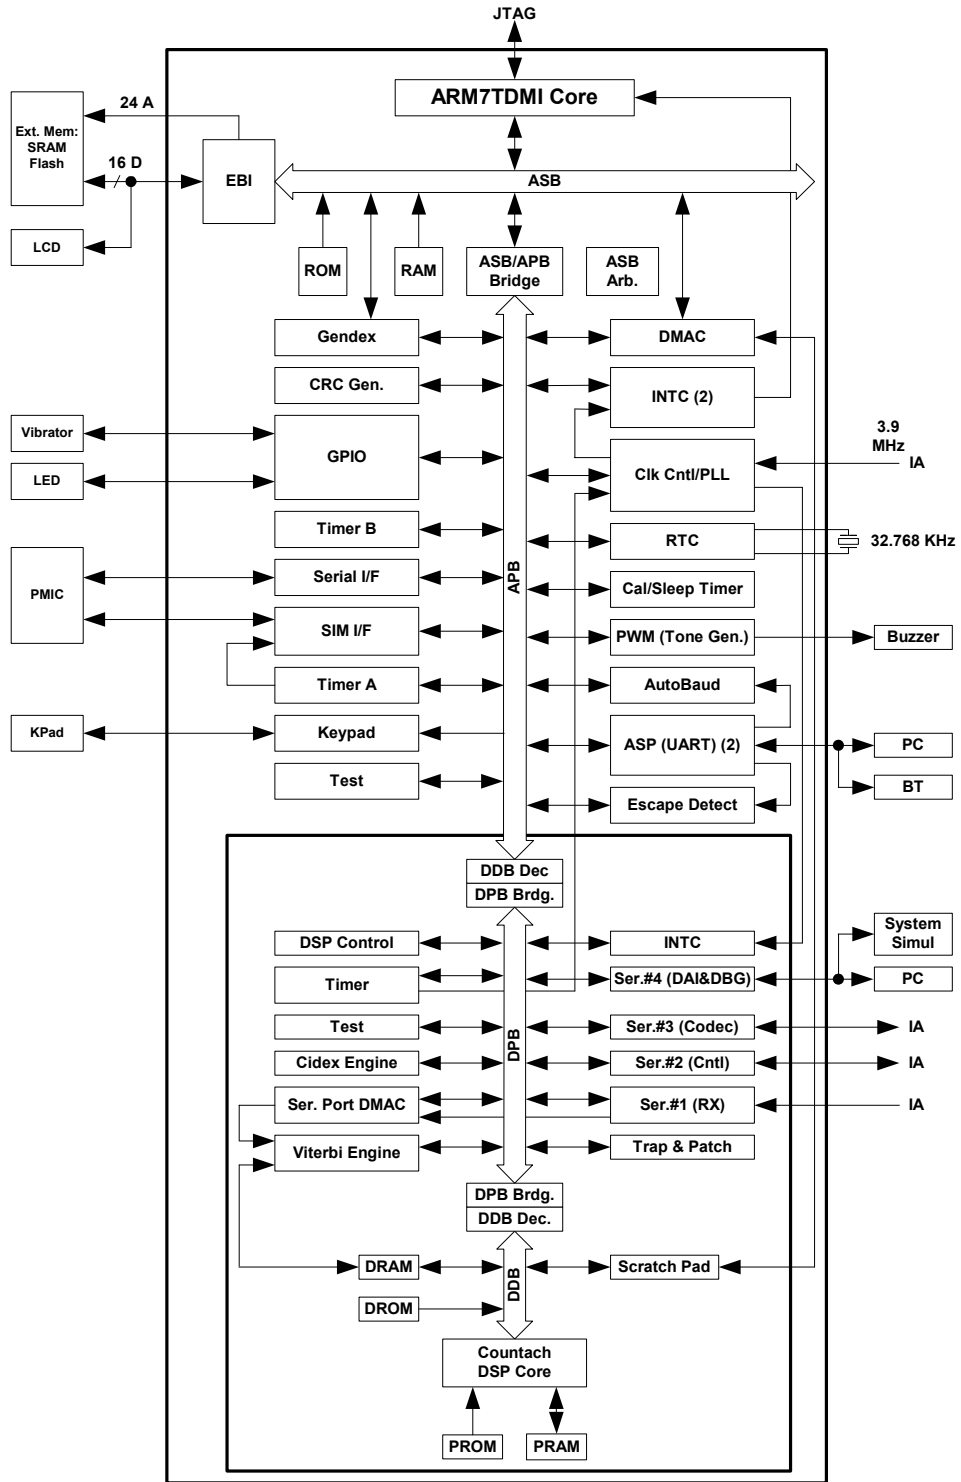 JTAG
ARM7TDMI Core
24 A
Ext. Mem:
SRAM
Flash
16 D
EBI
ASB
LCD
ROM
RAM
ASB/APB
Bridge
ASB
Arb.
Gendex
DMAC
CRC Gen.
INTC (2)
Vibrator
GPIO
3.9
MHz
IA
LED
Clk Cntl/PLL
Timer B
RTC
32.768 KHz
APB
PMIC
Serial I/F
Cal/Sleep Timer
SIM I/F
PWM (Tone Gen.)
Buzzer
Timer A
AutoBaud
KPad
Keypad
ASP (UART) (2)
PC
Test
Escape Detect
BT
DDB Dec
DPB Brdg.
DSP Control
INTC
System
Simul
Timer
Ser.#4 (DAI&DBG)
PC
DPB
Test
Ser.#3 (Codec)
IA
Cidex Engine
Ser.#2 (Cntl)
IA
Ser. Port DMAC
Ser.#1 (RX)
IA
Viterbi Engine
Trap & Patch
DPB Brdg.
DDB Dec.
DRAM
DDB
Scratch Pad
DROM
Countach
DSP Core
PROM
PRAM